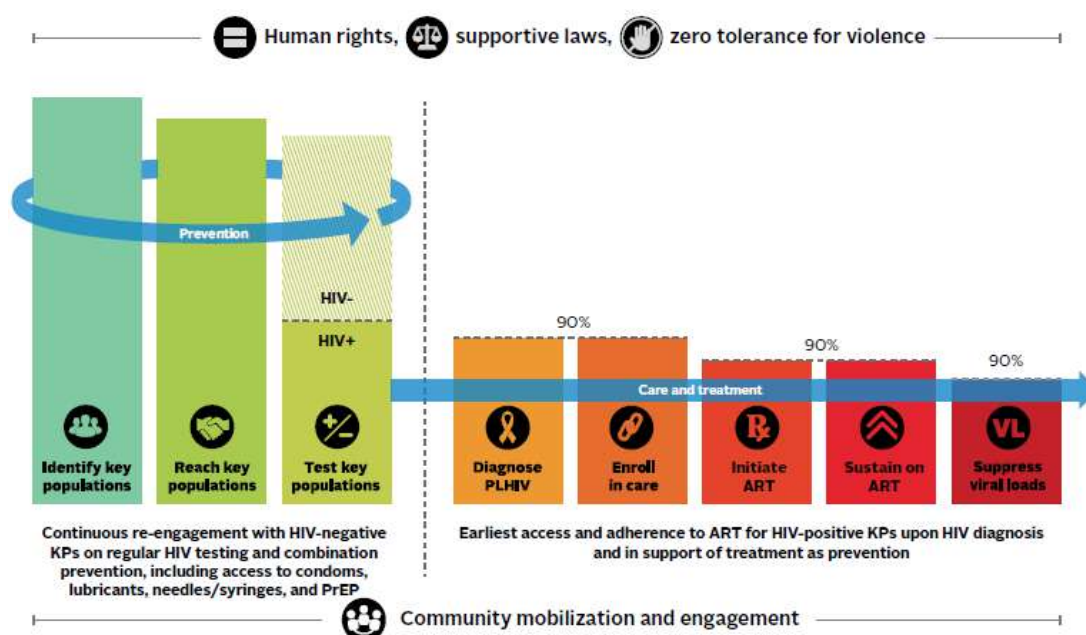 Human rights, supportive laws, zero tolerance for violence
Prevention
HIV-
HIV+
90%
90%
90%
Care and treatment
Identify key
populations
Reach key
populations
Test key
populations
Diagnose
PLHIV
Enroll
in care
Rx
Initiate
ART
Sustain on
ART
VL
Suppress
viral loads
Continuous re-engagement with HIV-negative
KPs on regular HIV testing and combination
prevention, including access to condoms,
lubricants, needles/syringes, and PrEP
Earliest access and adherence to ART for HIV-positive KPs upon HIV diagnosis
and in support of treatment as prevention
Community mobilization and engagement